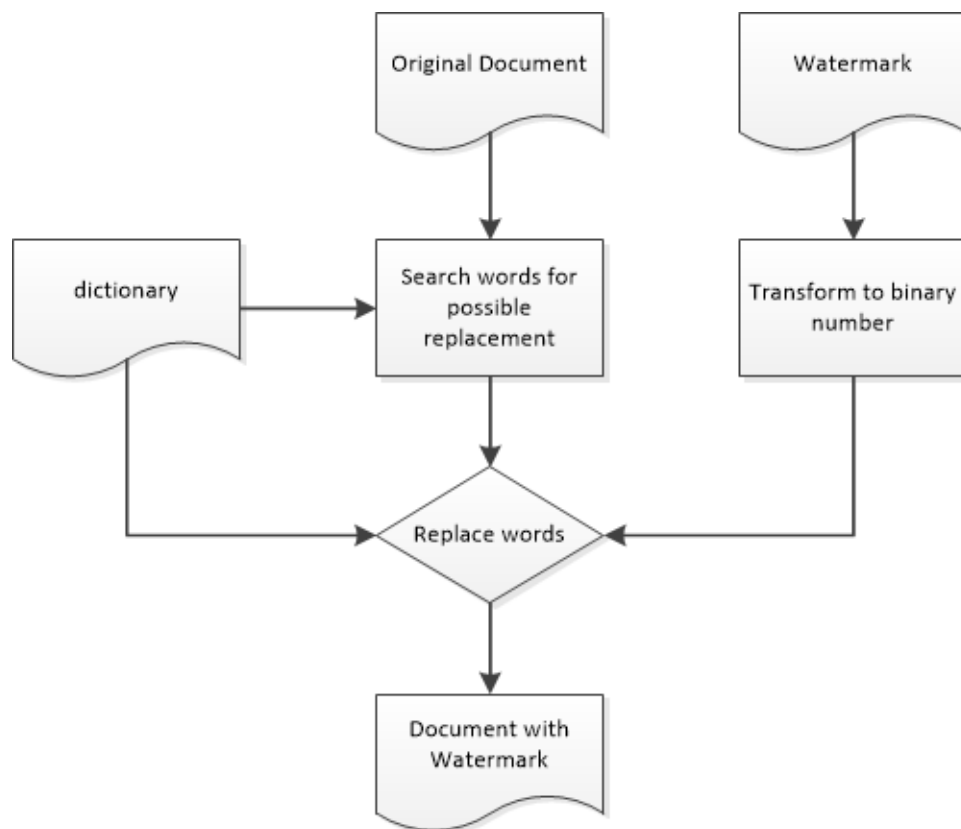 Original Document
Watermark
dictionary
Search words for
possible
replacement
Transform to binary
number
Replace words
Document with
Watermark